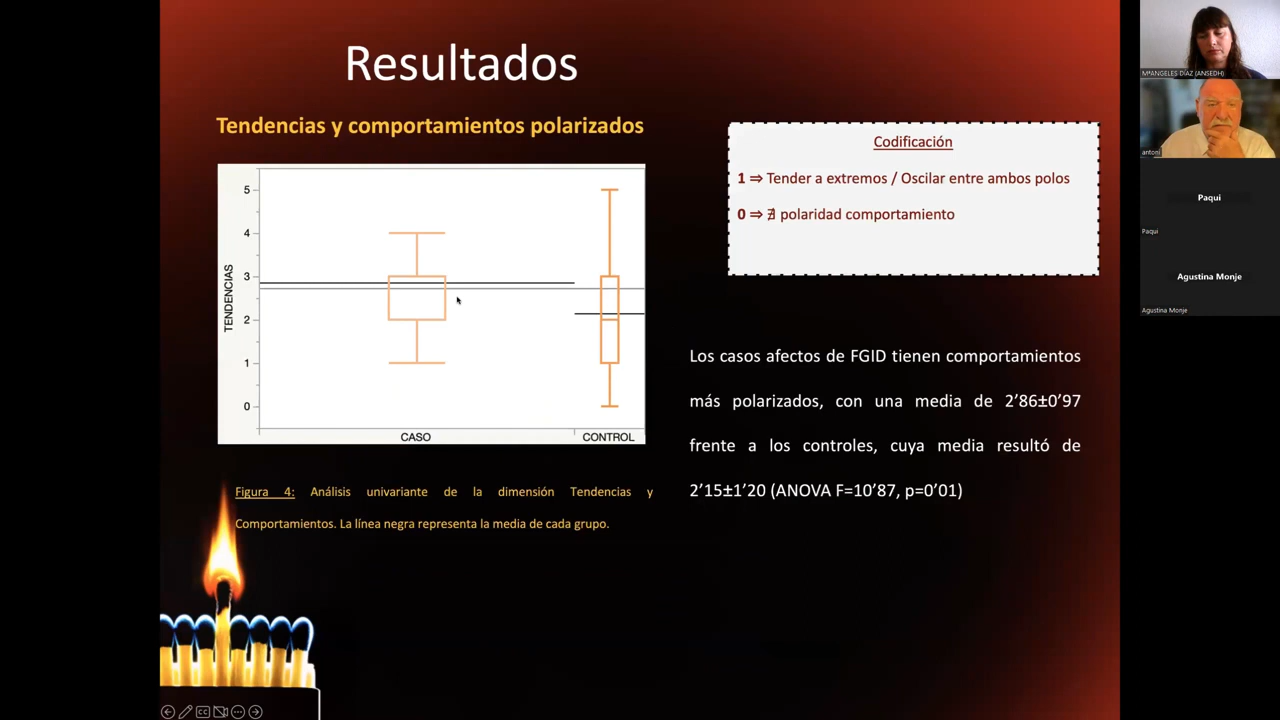 Resultados
Tendencias y comportamientos polarizados
TENDENCIAS
5
4
3
2
1
0
CASO
CONTROL
Figura 4: Análisis univariante de la dimensión Tendencias y
Comportamientos. La línea negra representa la media de cada grupo.
Codificación
1 ⇒ Tender a extremos / Oscilar entre ambos polos
0 ⇒ ∄ polaridad comportamiento
Los casos afectos de FGID tienen comportamientos
más polarizados, con una media de 2’86±0’97
frente a los controles, cuya media resultó de
2’15±1’20 (ANOVA F=10’87, p=0’01)
MªANGELES DÍAZ (ANSEDH)
antoni
Paqui
Paqui
Agustina Monje
Agustina Monje
CC